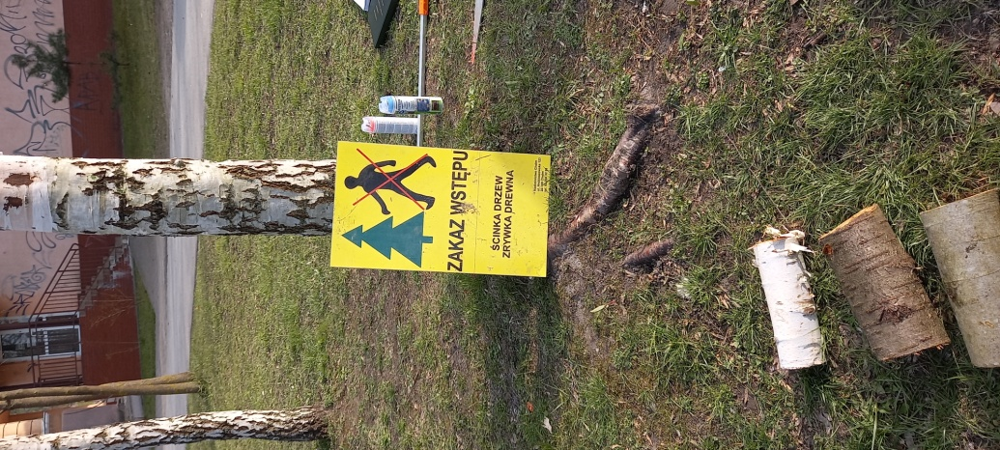 ZAKAZ WSTĘPU
ŚCINKA DRZEW
ZRYWKA DREWNA